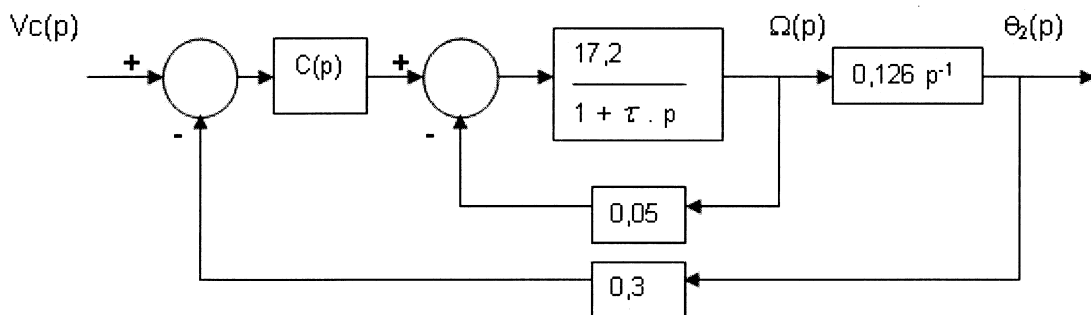 Vc(p)
Ω(p)
θ₂(p)
+
C(p)
+
17,2
1 + τ . p
0,126 p⁻¹
-
-
0,05
0,3